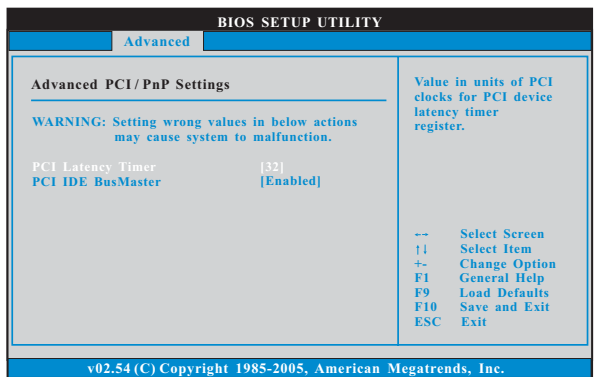 BIOS SETUP UTILITY
Advanced
Advanced PCI / PnP Settings
WARNING: Setting wrong values in below actions
may cause system to malfunction.
PCI Latency Timer [32]
PCI IDE BusMaster [Enabled]
Value in units of PCI
clocks for PCI device
latency timer
register.
←→ Select Screen
↑↓ Select Item
+- Change Option
F1 General Help
F9 Load Defaults
F10 Save and Exit
ESC Exit
v02.54 (C) Copyright 1985-2005, American Megatrends, Inc.